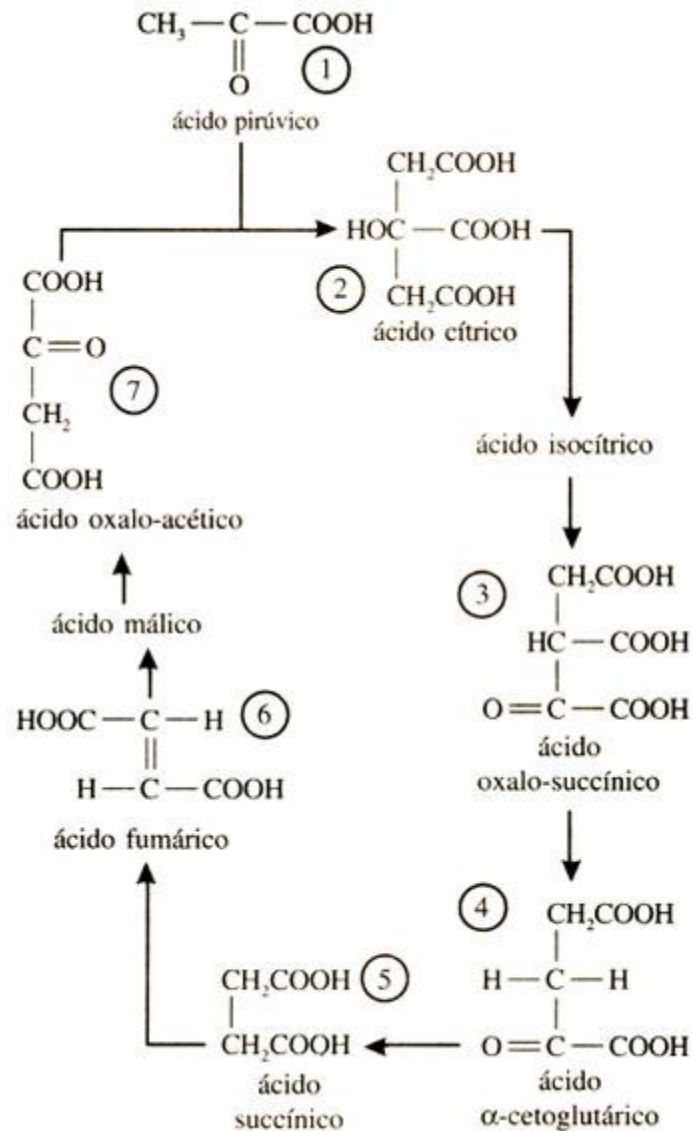 CH₃ — C — COOH
O
1
ácido pirúvico
CH₂COOH
HOC — COOH
CH₂COOH
2
ácido cítrico
ácido isocítrico
CH₂COOH
3
HC — COOH
O = C — COOH
ácido
oxalo-succínico
CH₂COOH
4
H — C — H
O = C — COOH
ácido
α-cetoglutárico
CH₂COOH
5
CH₂COOH
ácido
succínico
HOOC — C — H
6
H — C — COOH
ácido fumárico
ácido málico
COOH
C = O
7
CH₂
COOH
ácido oxalo-acético